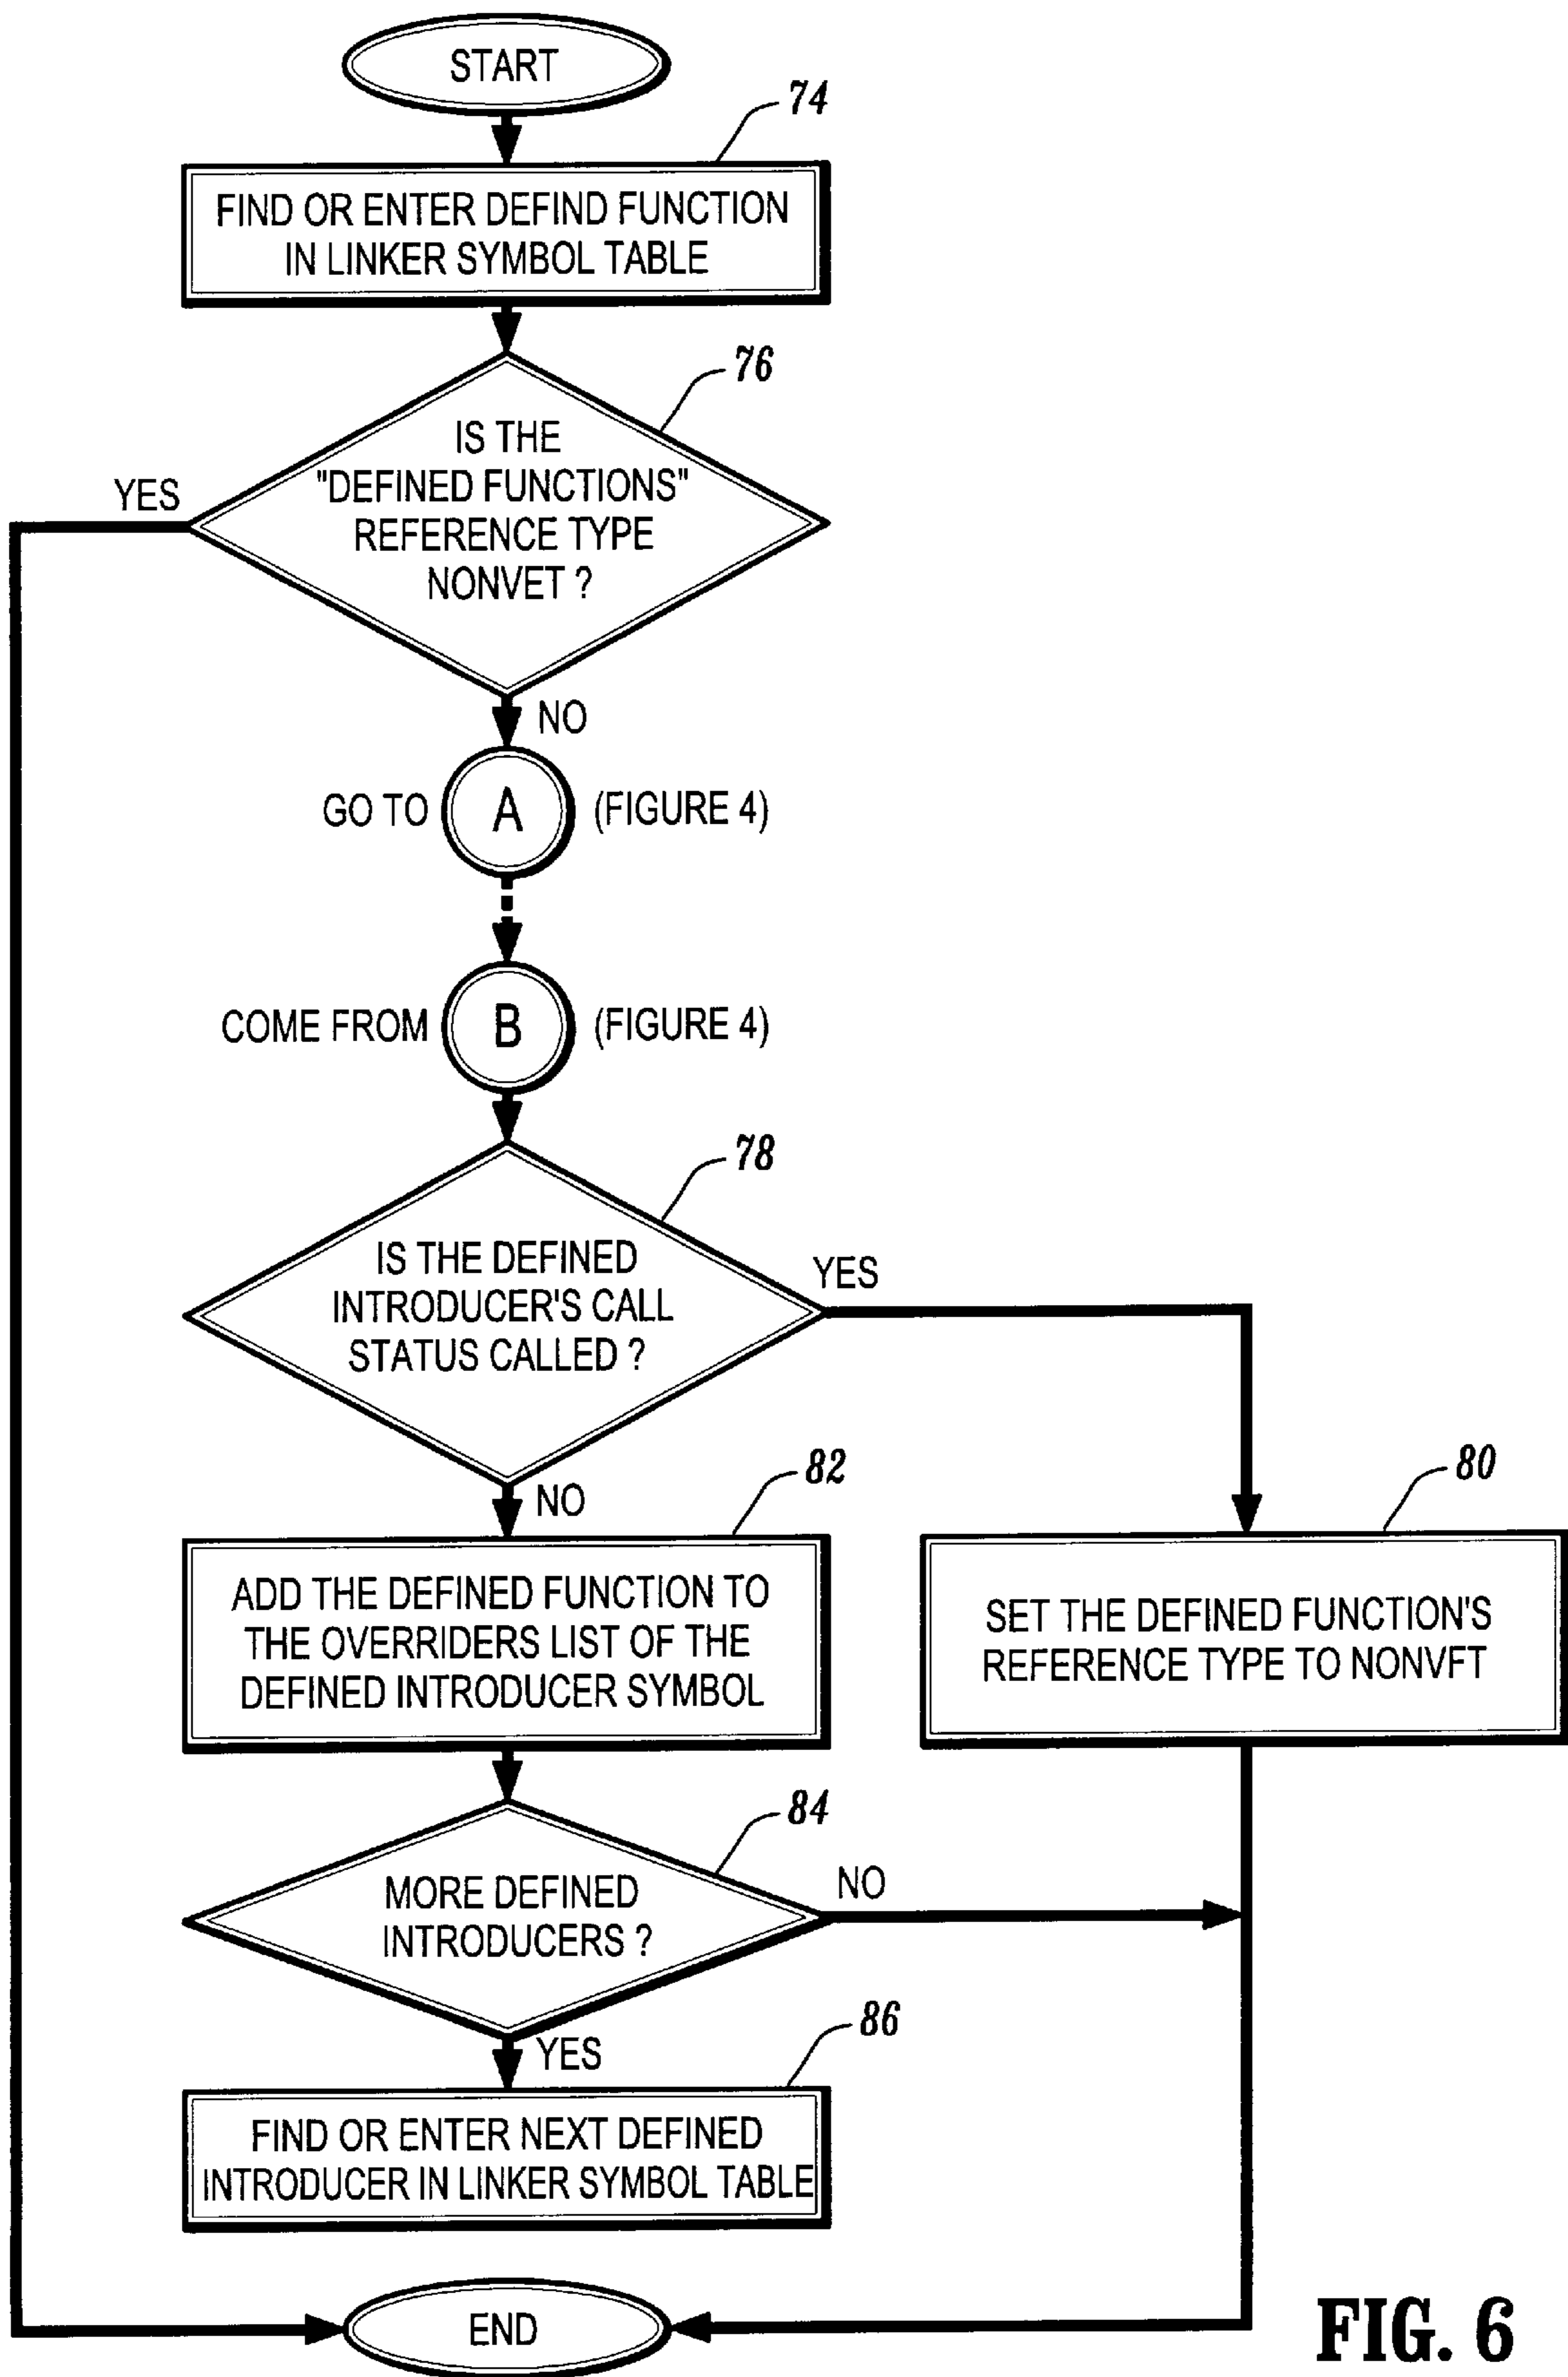 START
74
FIND OR ENTER DEFIND FUNCTION
IN LINKER SYMBOL TABLE
76
IS THE
"DEFINED FUNCTIONS"
REFERENCE TYPE
NONVET ?
YES
NO
GO TO A (FIGURE 4)
COME FROM B (FIGURE 4)
78
IS THE DEFINED
INTRODUCER'S CALL
STATUS CALLED ?
YES
NO
82
ADD THE DEFINED FUNCTION TO
THE OVERRIDERS LIST OF THE
DEFINED INTRODUCER SYMBOL
80
SET THE DEFINED FUNCTION'S
REFERENCE TYPE TO NONVFT
84
MORE DEFINED
INTRODUCERS ?
NO
YES
86
FIND OR ENTER NEXT DEFINED
INTRODUCER IN LINKER SYMBOL TABLE
END
FIG. 6